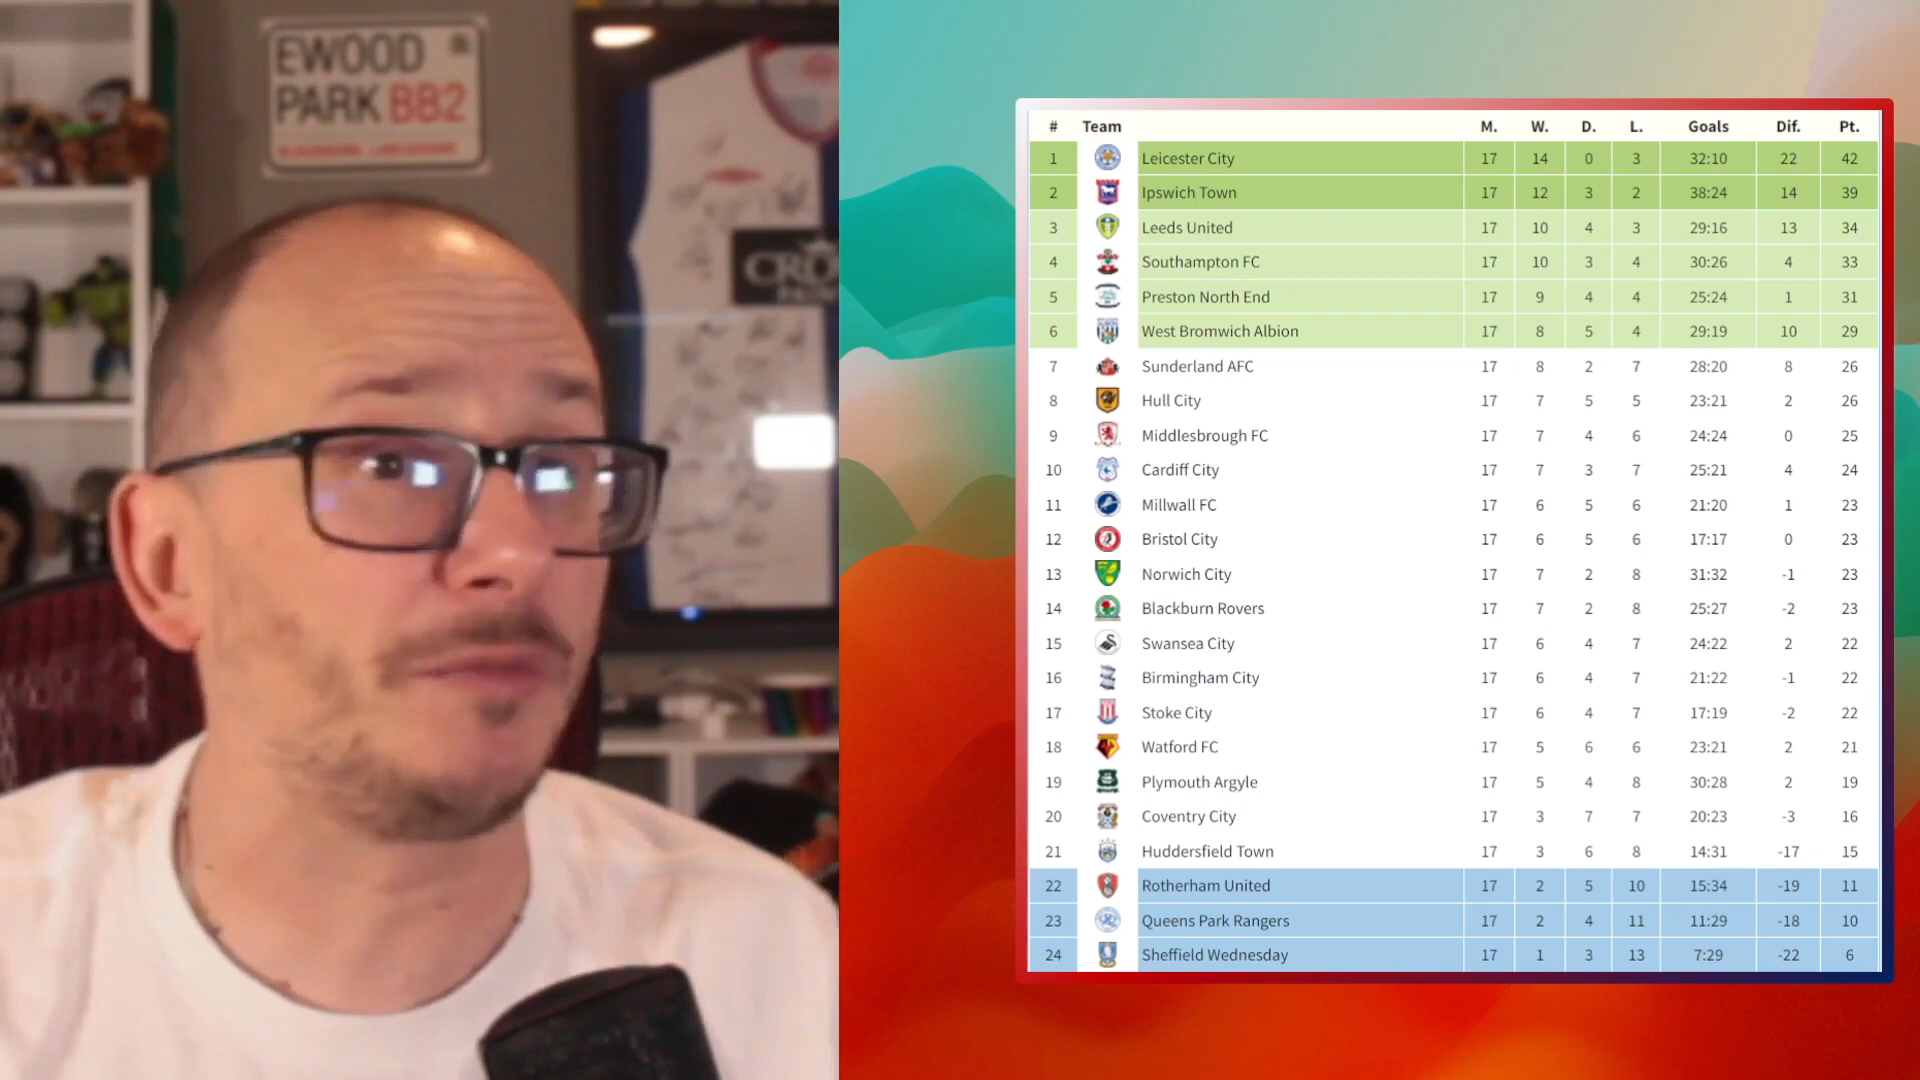 EWOOD
PARK BB2
CRO
# Team M. W. D. L. Goals Dif. Pt.
1 Leicester City 17 14 0 3 32:10 22 42
2 Ipswich Town 17 12 3 2 38:24 14 39
3 Leeds United 17 10 4 3 29:16 13 34
4 Southampton FC 17 10 3 4 30:26 4 33
5 Preston North End 17 9 4 4 25:24 1 31
6 West Bromwich Albion 17 8 5 4 29:19 10 29
7 Sunderland AFC 17 8 2 7 28:20 8 26
8 Hull City 17 7 5 5 23:21 2 26
9 Middlesbrough FC 17 7 4 6 24:24 0 25
10 Cardiff City 17 7 3 7 25:21 4 24
11 Millwall FC 17 6 5 6 21:20 1 23
12 Bristol City 17 6 5 6 17:17 0 23
13 Norwich City 17 7 2 8 31:32 -1 23
14 Blackburn Rovers 17 7 2 8 25:27 -2 23
15 Swansea City 17 6 4 7 24:22 2 22
16 Birmingham City 17 6 4 7 21:22 -1 22
17 Stoke City 17 6 4 7 17:19 -2 22
18 Watford FC 17 5 6 6 23:21 2 21
19 Plymouth Argyle 17 5 4 8 30:28 2 19
20 Coventry City 17 3 7 7 20:23 -3 16
21 Huddersfield Town 17 3 6 8 14:31 -17 15
22 Rotherham United 17 2 5 10 15:34 -19 11
23 Queens Park Rangers 17 2 4 11 11:29 -18 10
24 Sheffield Wednesday 17 1 3 13 7:29 -22 6